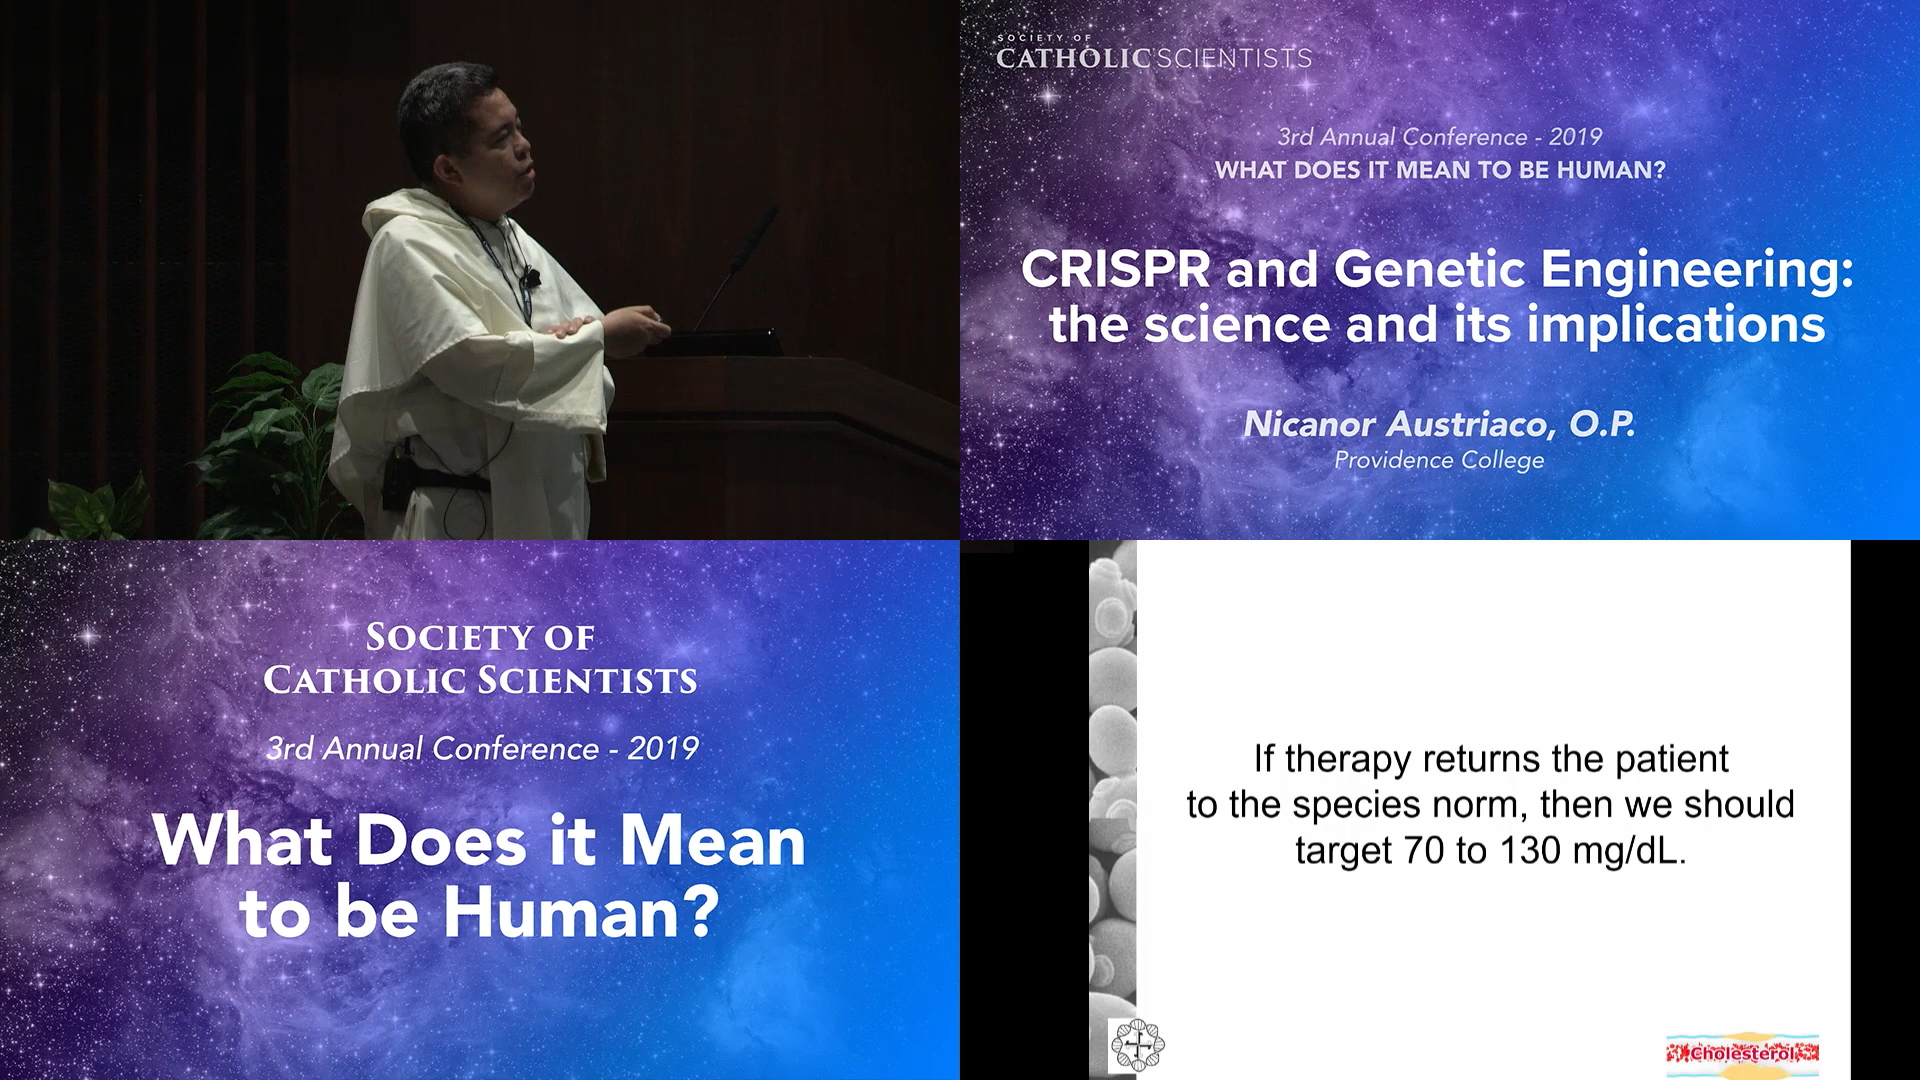 SOCIETY OF
CATHOLIC SCIENTISTS
3rd Annual Conference - 2019
WHAT DOES IT MEAN TO BE HUMAN?
CRISPR and Genetic Engineering:
the science and its implications
Nicanor Austriaco, O.P.
Providence College
SOCIETY OF
CATHOLIC SCIENTISTS
3rd Annual Conference - 2019
What Does it Mean
to be Human?
If therapy returns the patient
to the species norm, then we should
target 70 to 130 mg/dL.
Cholesterol